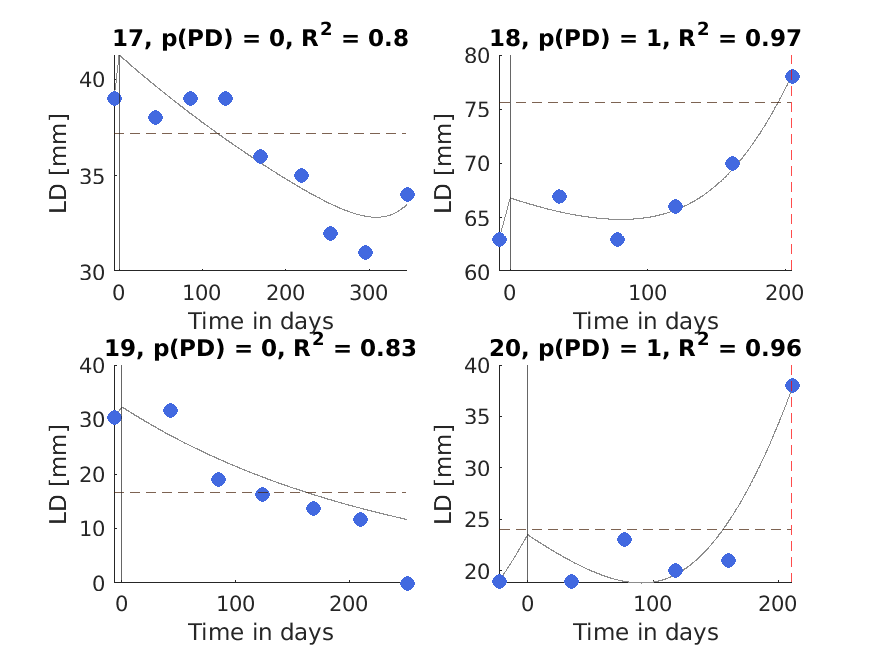 17, p(PD) = 0, R² = 0.8
40
35
30
LD [mm]
0 100 200 300
Time in days
18, p(PD) = 1, R² = 0.97
80
75
70
65
60
LD [mm]
0 100 200
Time in days
19, p(PD) = 0, R² = 0.83
40
30
20
10
0
LD [mm]
0 100 200
Time in days
20, p(PD) = 1, R² = 0.96
40
35
30
25
20
LD [mm]
0 100 200
Time in days